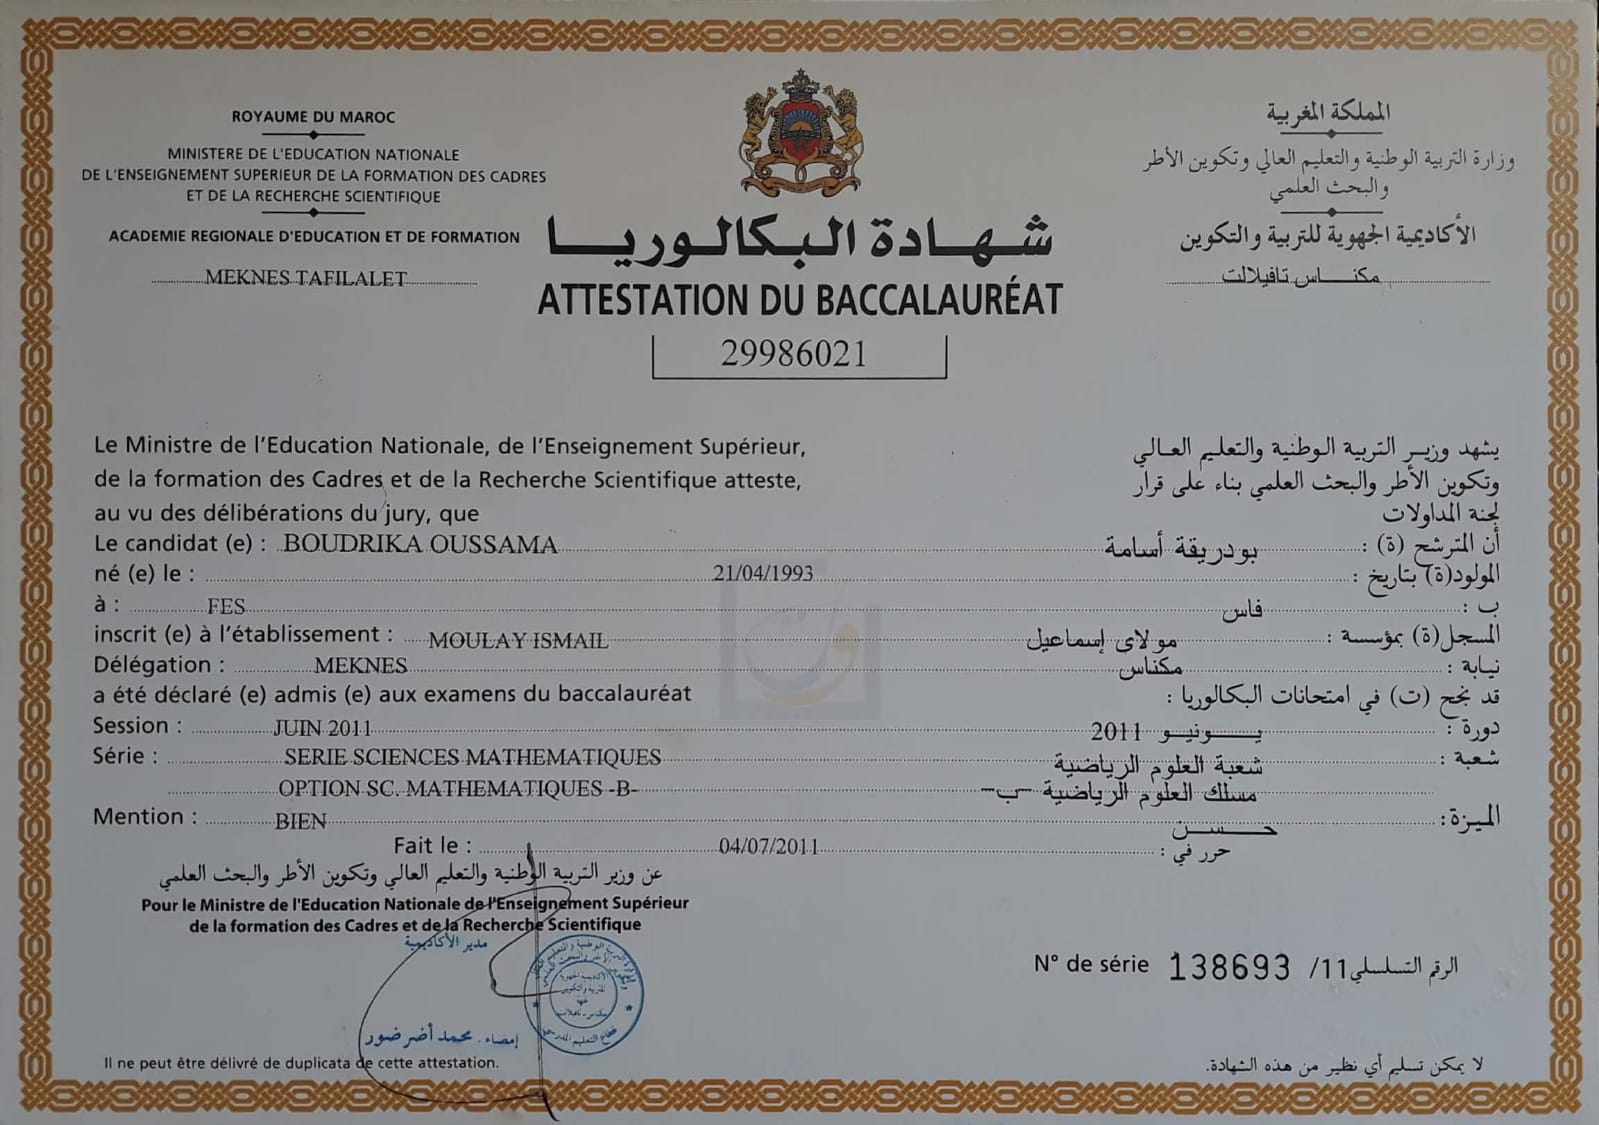 ROYAUME DU MAROC
MINISTERE DE L'EDUCATION NATIONALE
DE L'ENSEIGNEMENT SUPERIEUR DE LA FORMATION DES CADRES
ET DE LA RECHERCHE SCIENTIFIQUE
ACADEMIE REGIONALE D'EDUCATION ET DE FORMATION
MEKNES TAFILALET
المملكة المغربية
وزارة التربية الوطنية والتعليم العالي وتكوين الأطر
والبحث العلمي
الأكاديمية الجهوية للتربية والتكوين
مكناس تافيلالت
شهادة البكالوريا
ATTESTATION DU BACCALAURÉAT
29986021
Le Ministre de l'Education Nationale, de l'Enseignement Supérieur,
de la formation des Cadres et de la Recherche Scientifique atteste,
au vu des délibérations du jury, que
Le candidat (e) : BOUDRIKA OUSSAMA
né (e) le : 21/04/1993
à : FES
inscrit (e) à l'établissement : MOULAY ISMAIL
Délégation : MEKNES
a été déclaré (e) admis (e) aux examens du baccalauréat
Session : JUIN 2011
Série : SERIE SCIENCES MATHEMATIQUES
OPTION SC. MATHEMATIQUES -B-
Mention : BIEN
Fait le : 04/07/2011
يشهد وزير التربية الوطنية والتعليم العالي
وتكوين الأطر والبحث العلمي بناء على قرار
لجنة المداولات
أن المترشح (ة) : بودريقة أسامة
المولود(ة) بتاريخ :
ب : فاس
المسجل(ة) بمؤسسة : مولاي إسماعيل
نيابة : مكناس
قد نجح (ت) في امتحانات البكالوريا :
دورة : يونيو 2011
شعبة : شعبة العلوم الرياضية
مسلك العلوم الرياضية -ب-
الميزة : حسن
حرر في :
عن وزير التربية الوطنية والتعليم العالي وتكوين الأطر والبحث العلمي
Pour le Ministre de l'Education Nationale de l'Enseignement Supérieur
de la formation des Cadres et de la Recherche Scientifique
مدير الأكاديمية
إمضاء . محمد أضرضور
N° de série 138693 /11 الرقم التسلسلي
Il ne peut être délivré de duplicata de cette attestation.
لا يمكن تسليم أي نظير من هذه الشهادة.